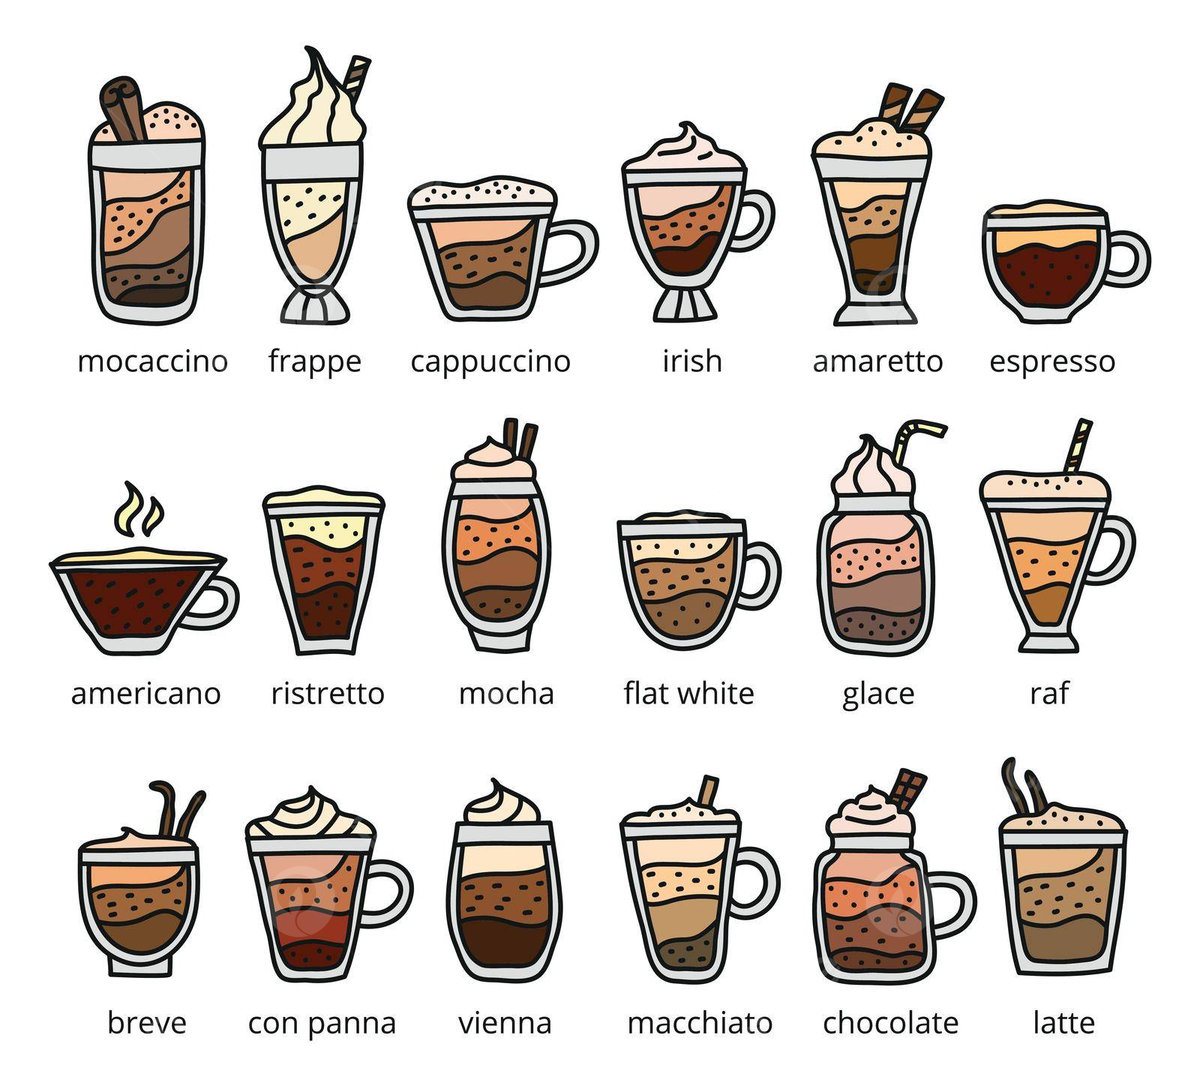 mocaccino frappe cappuccino irish amaretto espresso
americano ristretto mocha flat white glace raf
breve con panna vienna macchiato chocolate latte